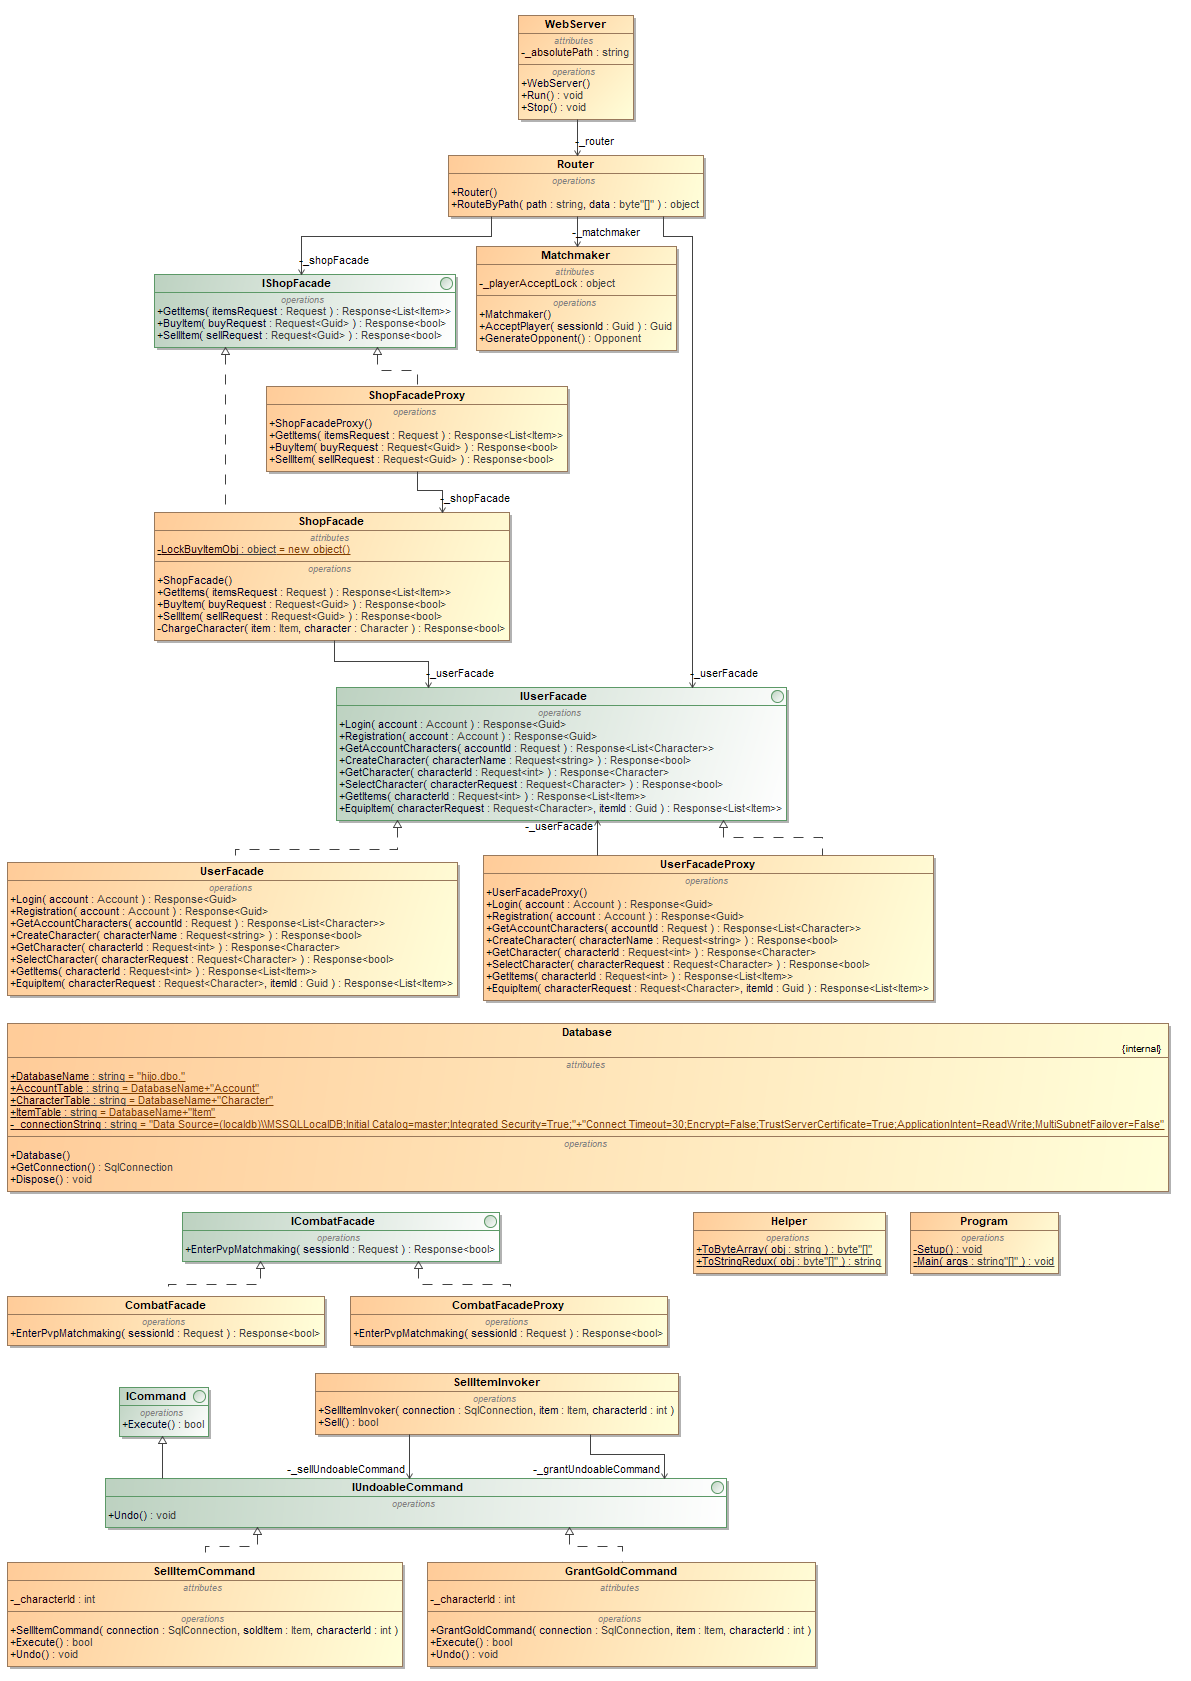 WebServer
attributes
-_absolutePath : string
operations
+WebServer()
+Run() : void
+Stop() : void
-_router
Router
operations
+Router()
+RouteByPath( path : string, data : byte"[]" ) : object
-_shopFacade
-_matchmaker
Matchmaker
attributes
-_playerAcceptLock : object
operations
+Matchmaker()
+AcceptPlayer( sessionId : Guid ) : Guid
+GenerateOpponent() : Opponent
IShopFacade
operations
+GetItems( itemsRequest : Request ) : Response<List<Item>>
+BuyItem( buyRequest : Request<Guid> ) : Response<bool>
+SellItem( sellRequest : Request<Guid> ) : Response<bool>
ShopFacadeProxy
operations
+ShopFacadeProxy()
+GetItems( itemsRequest : Request ) : Response<List<Item>>
+BuyItem( buyRequest : Request<Guid> ) : Response<bool>
+SellItem( sellRequest : Request<Guid> ) : Response<bool>
-_shopFacade
ShopFacade
attributes
-LockBuyItemObj : object = new object()
operations
+ShopFacade()
+GetItems( itemsRequest : Request ) : Response<List<Item>>
+BuyItem( buyRequest : Request<Guid> ) : Response<bool>
+SellItem( sellRequest : Request<Guid> ) : Response<bool>
-ChargeCharacter( item : Item, character : Character ) : Response<bool>
-_userFacade
-_userFacade
IUserFacade
operations
+Login( account : Account ) : Response<Guid>
+Registration( account : Account ) : Response<Guid>
+GetAccountCharacters( accountId : Request ) : Response<List<Character>>
+CreateCharacter( characterName : Request<string> ) : Response<bool>
+GetCharacter( characterId : Request<int> ) : Response<Character>
+SelectCharacter( characterRequest : Request<Character> ) : Response<bool>
+GetItems( characterId : Request<int> ) : Response<List<Item>>
+EquipItem( characterRequest : Request<Character>, itemId : Guid ) : Response<List<Item>>
-_userFacade
UserFacade
operations
+Login( account : Account ) : Response<Guid>
+Registration( account : Account ) : Response<Guid>
+GetAccountCharacters( accountId : Request ) : Response<List<Character>>
+CreateCharacter( characterName : Request<string> ) : Response<bool>
+GetCharacter( characterId : Request<int> ) : Response<Character>
+SelectCharacter( characterRequest : Request<Character> ) : Response<bool>
+GetItems( characterId : Request<int> ) : Response<List<Item>>
+EquipItem( characterRequest : Request<Character>, itemId : Guid ) : Response<List<Item>>
UserFacadeProxy
operations
+UserFacadeProxy()
+Login( account : Account ) : Response<Guid>
+Registration( account : Account ) : Response<Guid>
+GetAccountCharacters( accountId : Request ) : Response<List<Character>>
+CreateCharacter( characterName : Request<string> ) : Response<bool>
+GetCharacter( characterId : Request<int> ) : Response<Character>
+SelectCharacter( characterRequest : Request<Character> ) : Response<bool>
+GetItems( characterId : Request<int> ) : Response<List<Item>>
+EquipItem( characterRequest : Request<Character>, itemId : Guid ) : Response<List<Item>>
Database
{internal}
attributes
+DatabaseName : string = "hijo.dbo."
+AccountTable : string = DatabaseName+"Account"
+CharacterTable : string = DatabaseName+"Character"
+ItemTable : string = DatabaseName+"Item"
-_connectionString : string = "Data Source=(localdb)\\MSSQLLocalDB;Initial Catalog=master;Integrated Security=True;"+"Connect Timeout=30;Encrypt=False;TrustServerCertificate=True;ApplicationIntent=ReadWrite;MultiSubnetFailover=False"
operations
+Database()
+GetConnection() : SqlConnection
+Dispose() : void
ICombatFacade
operations
+EnterPvpMatchmaking( sessionId : Request ) : Response<bool>
Helper
operations
+ToByteArray( obj : string ) : byte"[]"
+ToStringRedux( obj : byte"[]" ) : string
Program
operations
-Setup() : void
-Main( args : string"[]" ) : void
CombatFacade
operations
+EnterPvpMatchmaking( sessionId : Request ) : Response<bool>
CombatFacadeProxy
operations
+EnterPvpMatchmaking( sessionId : Request ) : Response<bool>
ICommand
operations
+Execute() : bool
SellItemInvoker
operations
+SellItemInvoker( connection : SqlConnection, item : Item, characterId : int )
+Sell() : bool
-_sellUndoableCommand
-_grantUndoableCommand
IUndoableCommand
operations
+Undo() : void
SellItemCommand
attributes
-_characterId : int
operations
+SellItemCommand( connection : SqlConnection, soldItem : Item, characterId : int )
+Execute() : bool
+Undo() : void
GrantGoldCommand
attributes
-_characterId : int
operations
+GrantGoldCommand( connection : SqlConnection, item : Item, characterId : int )
+Execute() : bool
+Undo() : void